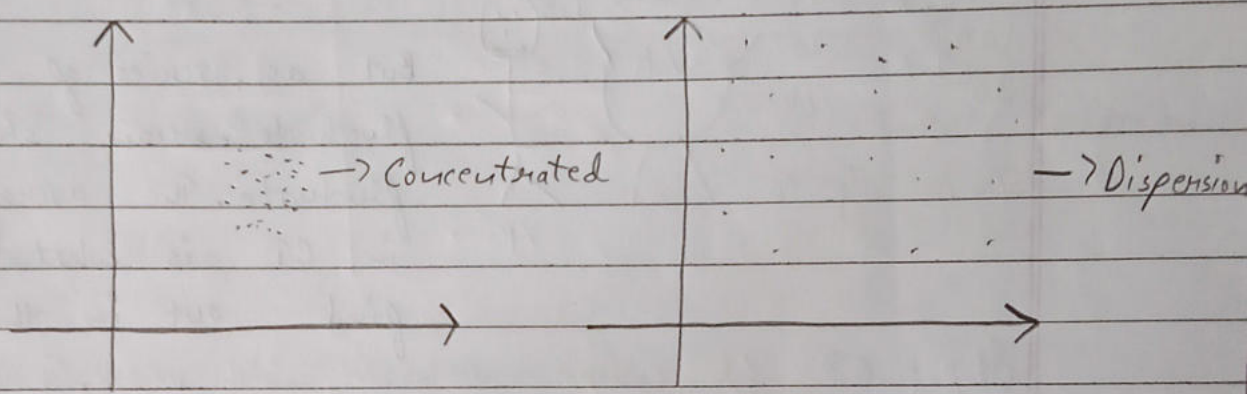 → Concentrated
→ Dispersion